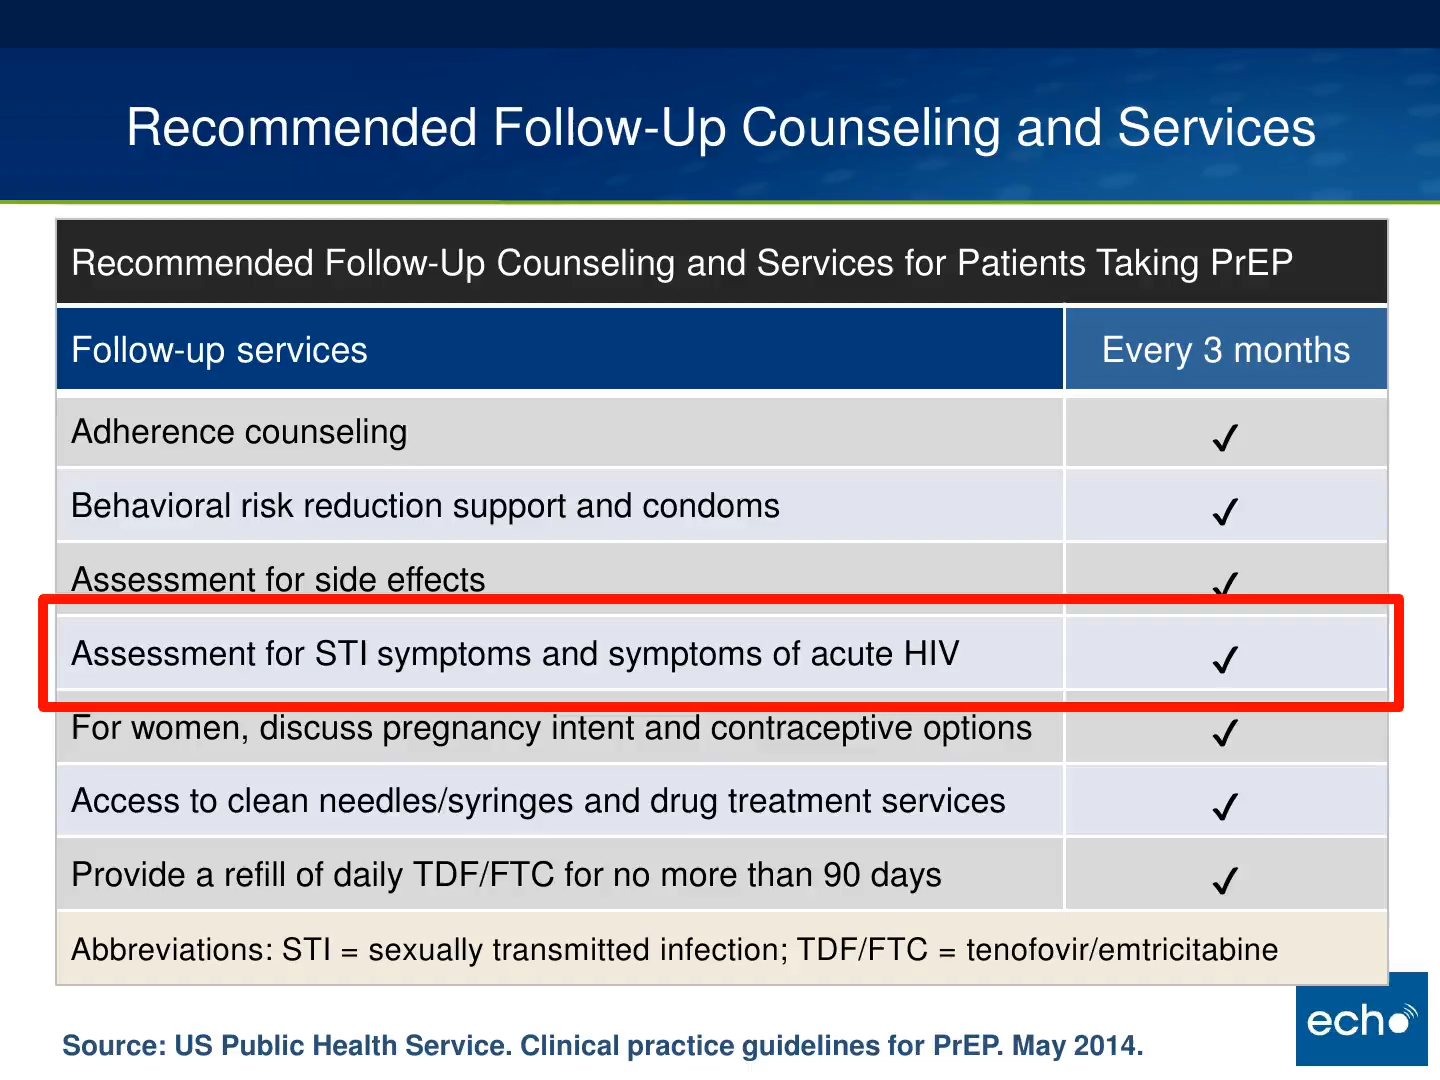 Recommended Follow-Up Counseling and Services
Recommended Follow-Up Counseling and Services for Patients Taking PrEP
Follow-up services Every 3 months
Adherence counseling ✓
Behavioral risk reduction support and condoms ✓
Assessment for side effects ✓
Assessment for STI symptoms and symptoms of acute HIV ✓
For women, discuss pregnancy intent and contraceptive options ✓
Access to clean needles/syringes and drug treatment services ✓
Provide a refill of daily TDF/FTC for no more than 90 days ✓
Abbreviations: STI = sexually transmitted infection; TDF/FTC = tenofovir/emtricitabine
echo
Source: US Public Health Service. Clinical practice guidelines for PrEP. May 2014.